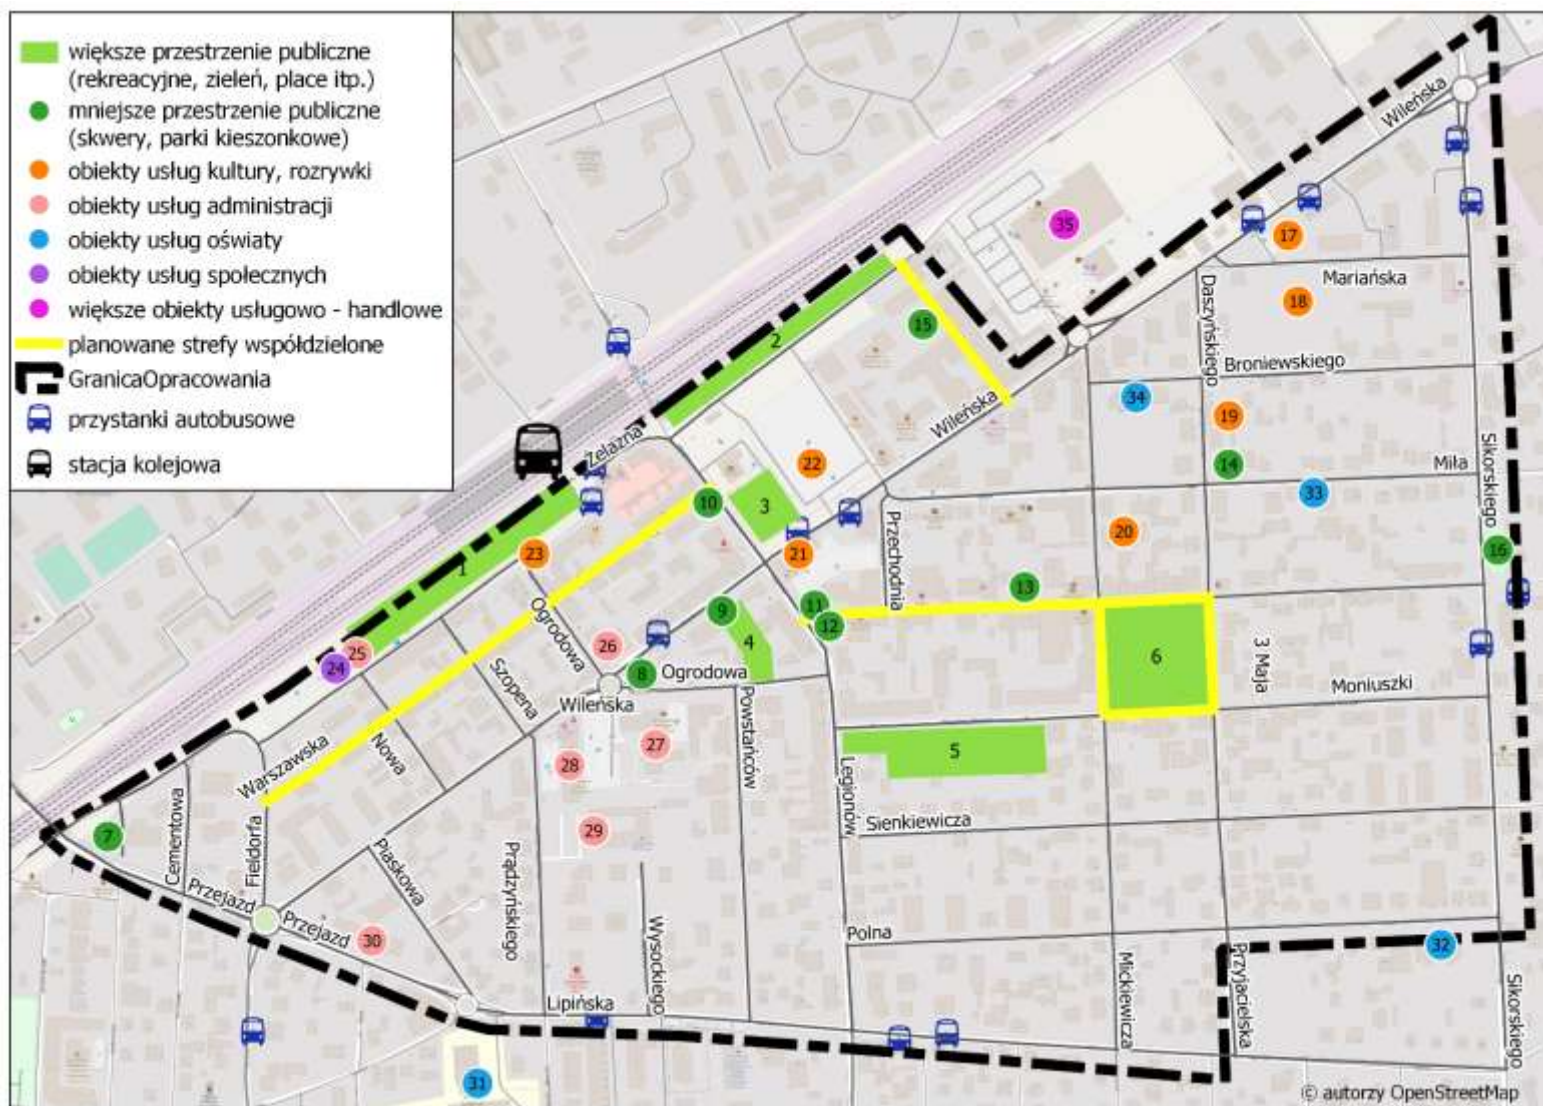 większe przestrzenie publiczne
(rekreacyjne, zieleń, place itp.)
mniejsze przestrzenie publiczne
(skwery, parki kieszonkowe)
obiekty usług kultury, rozrywki
obiekty usług administracji
obiekty usług oświaty
obiekty usług społecznych
większe obiekty usługowo - handlowe
planowane strefy współdzielone
GranicaOpracowania
przystanki autobusowe
stacja kolejowa
Wileńska
35
17
Mariańska
Daszyńskiego
18
15
2
Broniewskiego
34
19
Wileńska
Żelazna
22
14
Miła
Sikorskiego
33
10
3
Przechodnia
20
21
23
1
16
13
Ogrodowa
9
11
12
4
26
24
25
8
Ogrodowa
6
3 Maja
Moniuszki
Szopena
Wileńska
Powstańców
27
28
5
Nowa
Warszawska
Legionów
Sienkiewicza
29
7
Cementowa
Fieldorfa
Piaskowa
Prądzyńskiego
Przejazd
Przejazd
30
Wysockiego
Polna
Mickiewicza
Przyjacielska
32
Sikorskiego
Lipińska
31
© autorzy OpenStreetMap